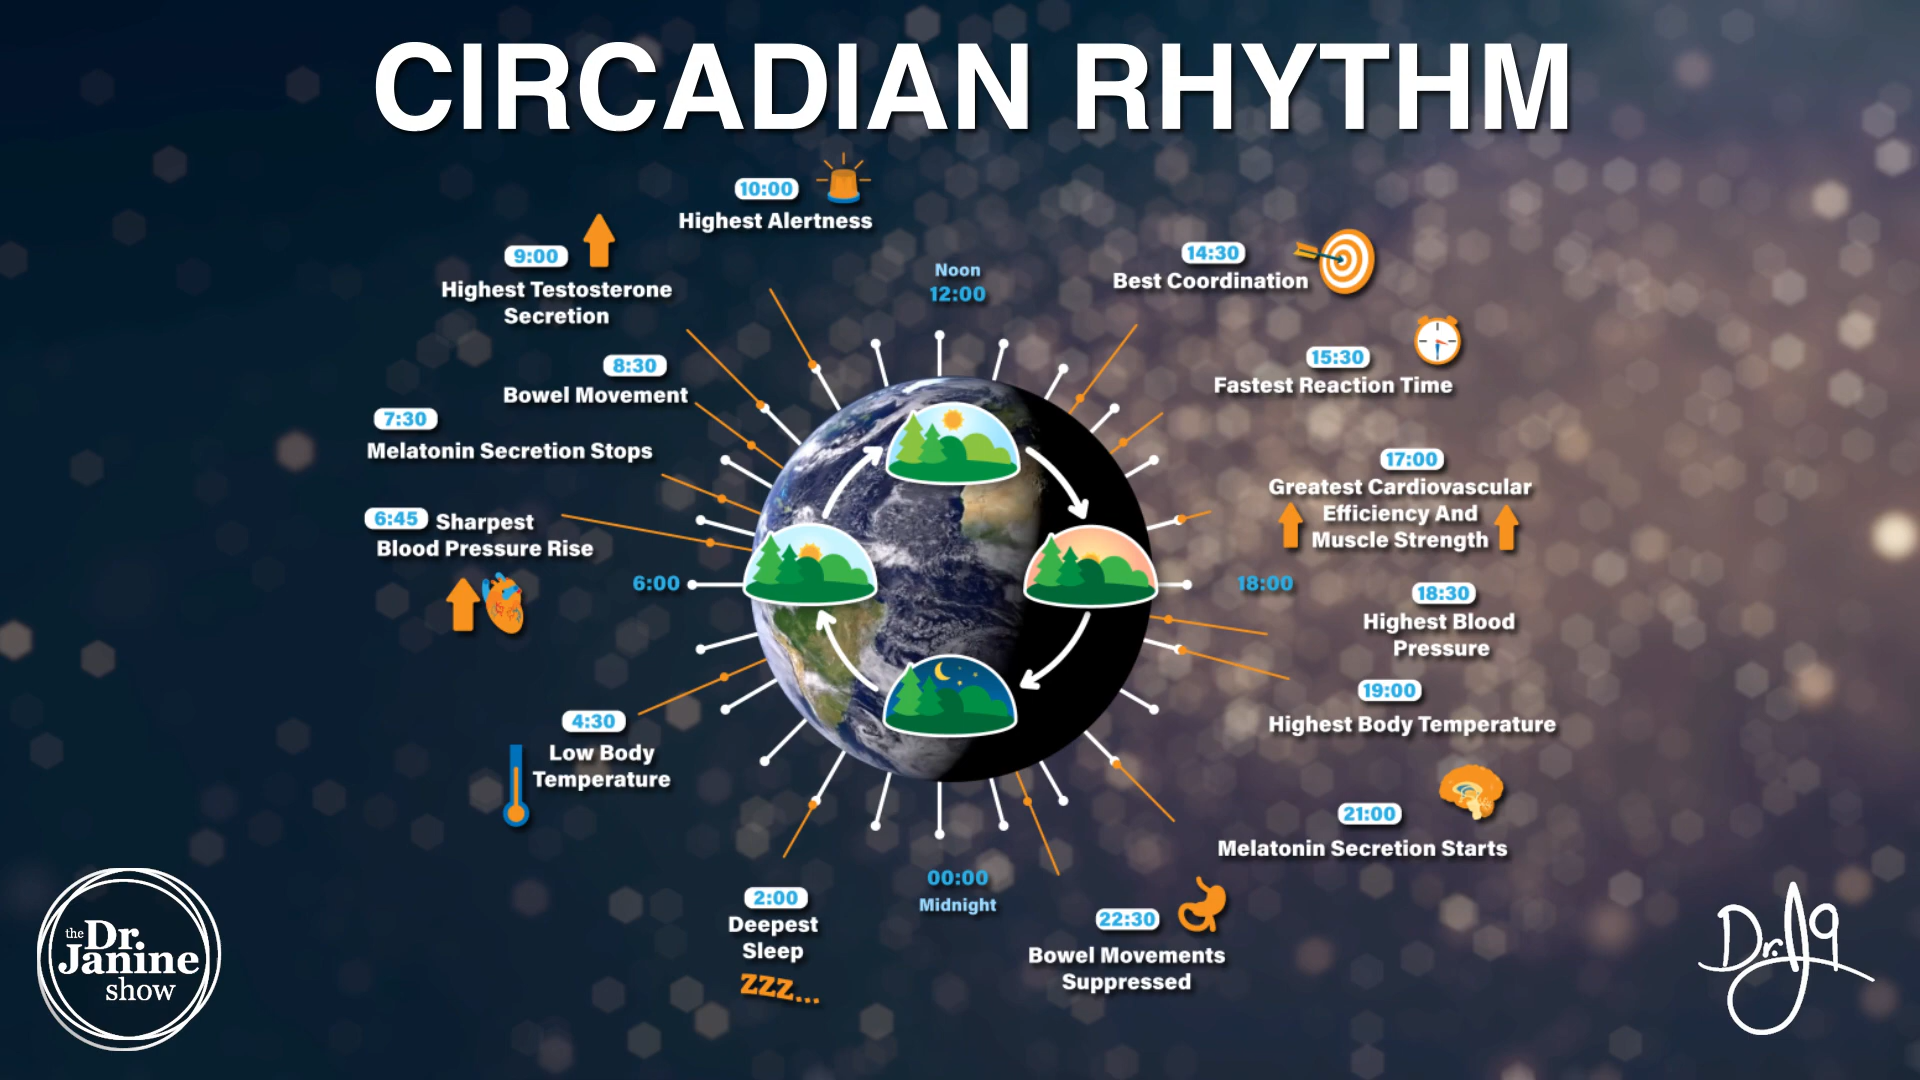 CIRCADIAN RHYTHM
10:00
Highest Alertness
9:00
Highest Testosterone
Secretion
8:30
Bowel Movement
7:30
Melatonin Secretion Stops
6:45 Sharpest
Blood Pressure Rise
6:00
4:30
Low Body
Temperature
2:00
Deepest
Sleep
ZZZ...
Noon
12:00
14:30
Best Coordination
15:30
Fastest Reaction Time
17:00
Greatest Cardiovascular
Efficiency And
Muscle Strength
18:00
18:30
Highest Blood
Pressure
19:00
Highest Body Temperature
21:00
Melatonin Secretion Starts
22:30
Bowel Movements
Suppressed
00:00
Midnight
the Dr.
Janine
show
Dr. J9